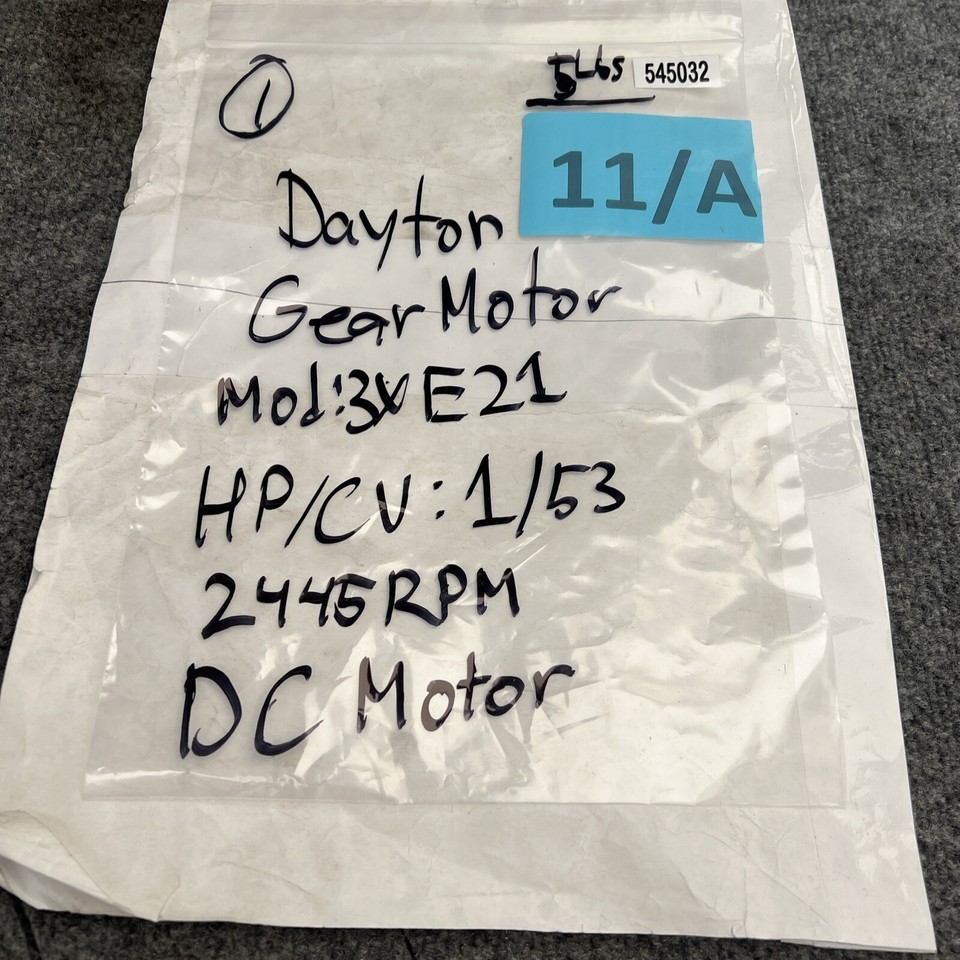 1
5Lbs 545032
11/A
Dayton
Gear Motor
Mod:3XE21
HP/CV: 1/53
2445RPM
DC Motor